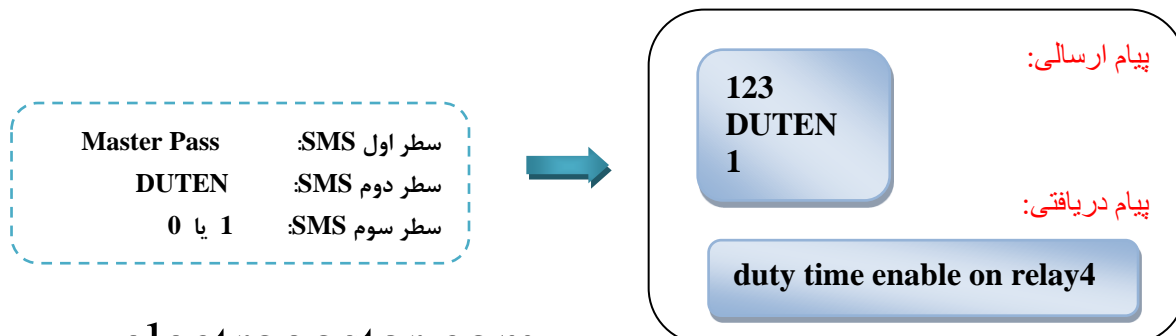 سطر اول SMS: Master Pass
سطر دوم SMS: DUTEN
سطر سوم SMS: 1 یا 0
پیام ارسالی:
123
DUTEN
1
پیام دریافتی:
duty time enable on relay4